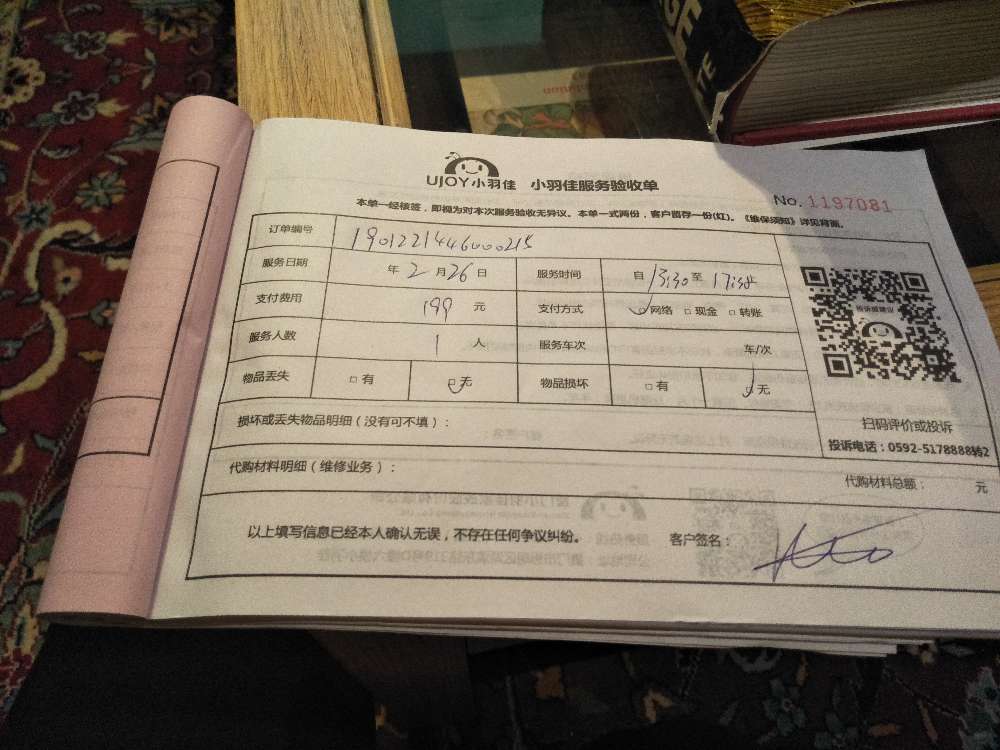 UJOY小羽佳 小羽佳服务验收单
No. 1197081
本单一经核签，即视为对本次服务验收无异议。本单一式两份，客户留存一份(红)。《维保须知》详见背面。
订单编号 1901221446000215
服务日期 年 2 月 26 日 服务时间 自 13:30 至 17:30
支付费用 199 元 支付方式 □网络 □现金 □转账
服务人数 1 人 服务车次 车/次
物品丢失 □有 □无 物品损坏 □有 □无
投诉或建议
扫码评价或投诉
投诉电话：0592-5178888转2
损坏或丢失物品明细（没有可不填）：
代购材料明细（维修业务）： 代购材料总额： 元
以上填写信息已经本人确认无误，不存在任何争议纠纷。 客户签名：